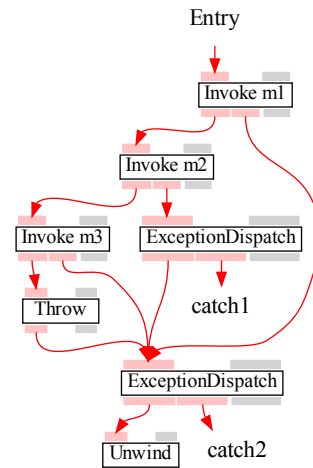 Entry
Invoke m1
Invoke m2
Invoke m3
ExceptionDispatch
Throw
catch1
ExceptionDispatch
Unwind
catch2